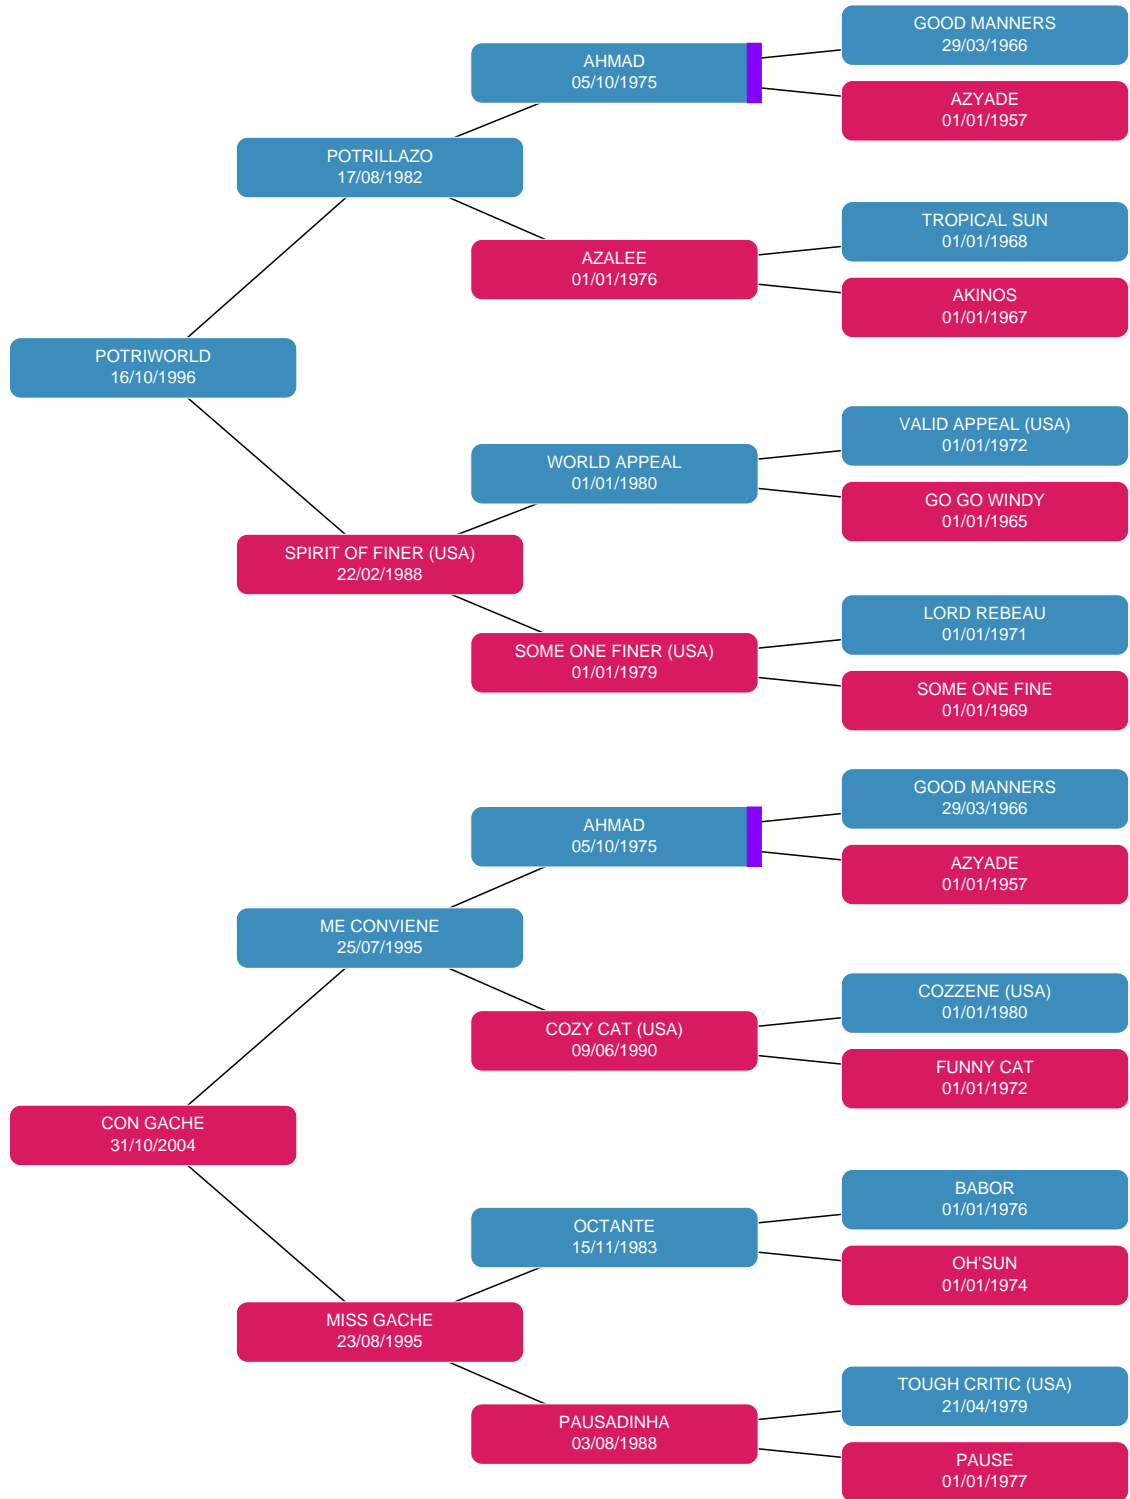 GOOD MANNERS
29/03/1966
AHMAD
05/10/1975
AZYADE
01/01/1957
POTRILLAZO
17/08/1982
TROPICAL SUN
01/01/1968
AZALEE
01/01/1976
AKINOS
01/01/1967
POTRIWORLD
16/10/1996
VALID APPEAL (USA)
01/01/1972
WORLD APPEAL
01/01/1980
GO GO WINDY
01/01/1965
SPIRIT OF FINER (USA)
22/02/1988
LORD REBEAU
01/01/1971
SOME ONE FINER (USA)
01/01/1979
SOME ONE FINE
01/01/1969
GOOD MANNERS
29/03/1966
AHMAD
05/10/1975
AZYADE
01/01/1957
ME CONVIENE
25/07/1995
COZZENE (USA)
01/01/1980
COZY CAT (USA)
09/06/1990
FUNNY CAT
01/01/1972
CON GACHE
31/10/2004
BABOR
01/01/1976
OCTANTE
15/11/1983
OH'SUN
01/01/1974
MISS GACHE
23/08/1995
TOUGH CRITIC (USA)
21/04/1979
PAUSADINHA
03/08/1988
PAUSE
01/01/1977